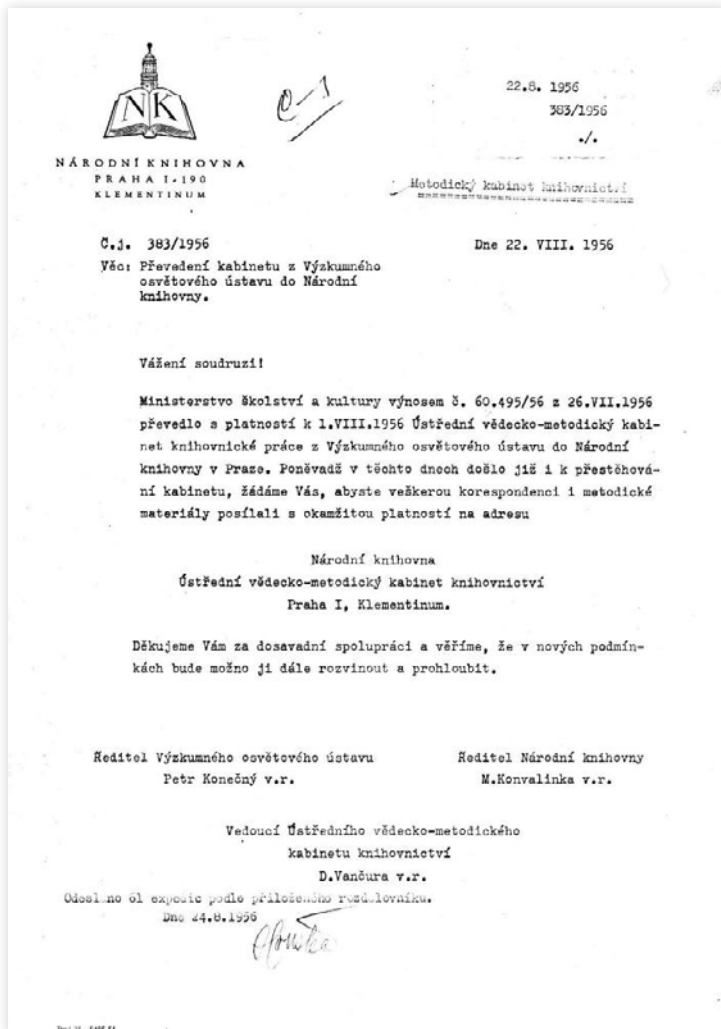 NK
NÁRODNÍ KNIHOVNA
PRAHA I - 190
KLEMENTINUM
22.8. 1956
383/1956
./.
Metodický kabinet knihovnictví
Č.j. 383/1956
Dne 22. VIII. 1956
Věc: Převedení kabinetu z Výzkumného
osvětového ústavu do Národní
knihovny.
Vážení soudruzi!
Ministerstvo školství a kultury výnosem č. 60.495/56 z 26.VII.1956
převedlo s platností k 1.VIII.1956 Ústřední vědecko-metodický kabi-
net knihovnické práce z Výzkumného osvětového ústavu do Národní
knihovny v Praze. Poněvadž v těchto dnech došlo již i k přestěhová-
ní kabinetu, žádáme Vás, abyste veškerou korespondenci i metodické
materiály posílali s okamžitou platností na adresu
Národní knihovna
Ústřední vědecko-metodický kabinet knihovnictví
Praha I, Klementinum.
Děkujeme Vám za dosavadní spolupráci a věříme, že v nových podmín-
kách bude možno ji dále rozvinout a prohloubit.
Ředitel Výzkumného osvětového ústavu
Petr Konečný v.r.
Ředitel Národní knihovny
M.Konvalinka v.r.
Vedoucí Ústředního vědecko-metodického
kabinetu knihovnictví
D.Vančura v.r.
podle přiloženého rozdělovníku.
Dne 24.8.1956